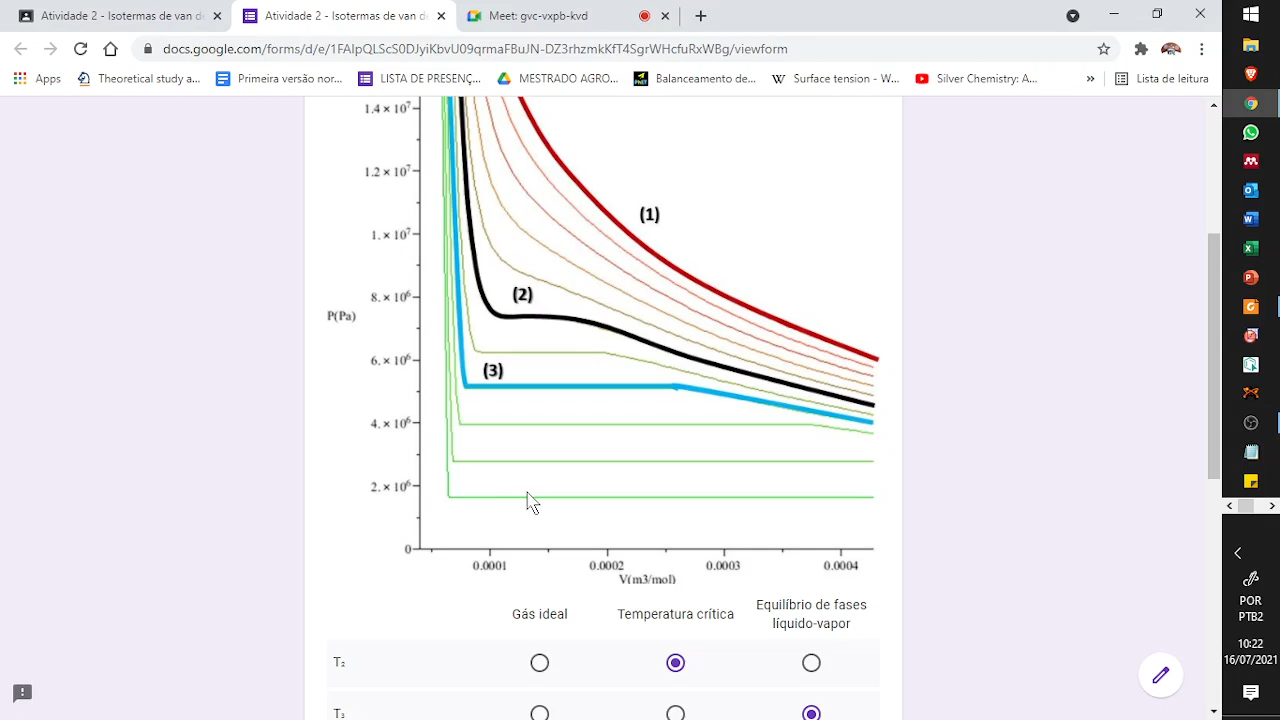 Atividade 2 - Isotermas de van de
Atividade 2 - Isotermas de van d
Meet: gvc-vzpb-kvd
docs.google.com/forms/d/e/
Apps
Theoretical study a...
Primeira versão nor...
LISTA DE PRESENÇ...
MESTRADO AGRO...
Balanceamento de...
Surface tension - W...
Silver Chemistry: A...
»
Lista de leitura
1.4 × 10⁷
1.2 × 10⁷
(1)
1. × 10⁷
8. × 10⁶
(2)
P(Pa)
6. × 10⁶
(3)
4. × 10⁶
2. × 10⁶
0
0.0001 0.0002 0.0003 0.0004
V(m3/mol)
Gás ideal Temperatura crítica Equilíbrio de fases
líquido-vapor
T₂
T₃
POR
PTB2
10:22
16/07/2021